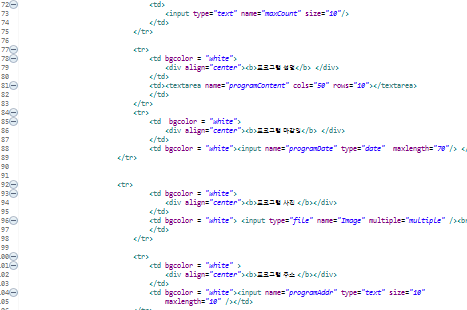 72 <td>
73 <input type="text" name="maxCount" size="10"/>
74 </td>
75 </tr>
76
77 <tr>
78 <td bgcolor = "white">
79 <div align="center"><b>프로그램 설명</b> </div>
80 </td>
81 <td><textarea name="programContent" cols="50" rows="10"></textarea>
82 </td>
83 </tr>
84 <tr>
85 <td  bgcolor = "white">
86 <div align="center"><b>프로그램 마감일</b> </div>
87 </td>
88 <td bgcolor = "white"><input name="programDate" type="date"  maxlength="70"/> </
89 </tr>
90
91
92 <tr>
93 <td bgcolor = "white">
94 <div align="center"><b>프로그램 사진 </b></div>
95 </td>
96 <td bgcolor = "white"> <input type="file" name="Image" multiple="multiple" /><b
97 </td>
98 </tr>
99
100 <tr>
101 <td bgcolor = "white" >
102 <div align="center"><b>프로그램 주소 </b></div>
103 </td>
104 <td bgcolor = "white"><input name="programAddr" type="text" size="10"
105 maxlength="10" /></td>